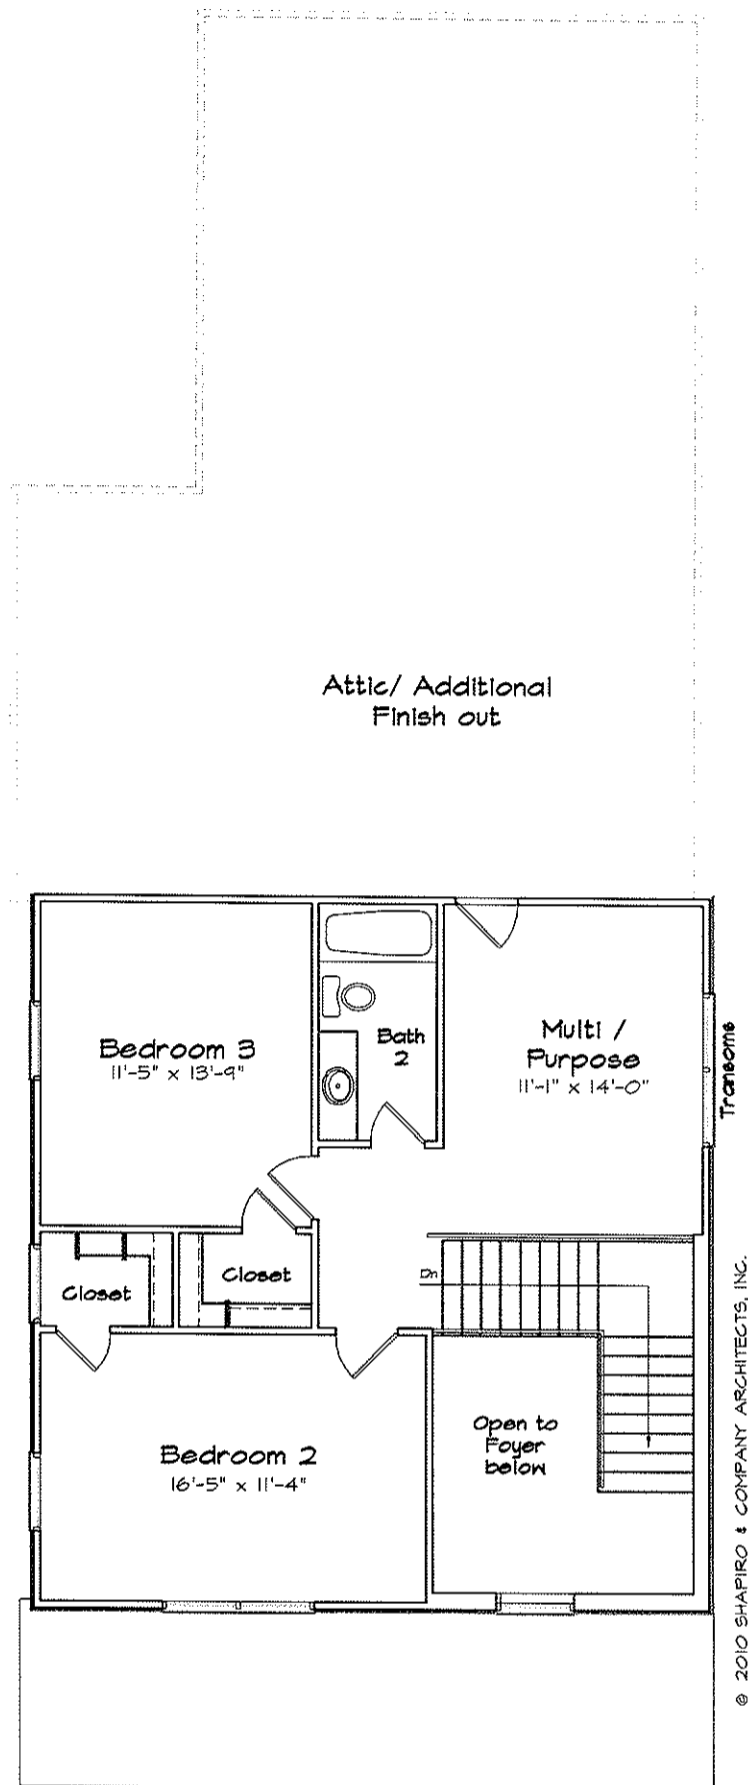 Attic/ Additional
Finish out
Bedroom 3
11'-5" x 13'-9"
Bath
2
Multi /
Purpose
11'-1" x 14'-0"
Transoms
Closet
Closet
Dn
Bedroom 2
16'-5" x 11'-4"
Open to
Foyer
below
© 2010 SHAPIRO & COMPANY ARCHITECTS, INC.